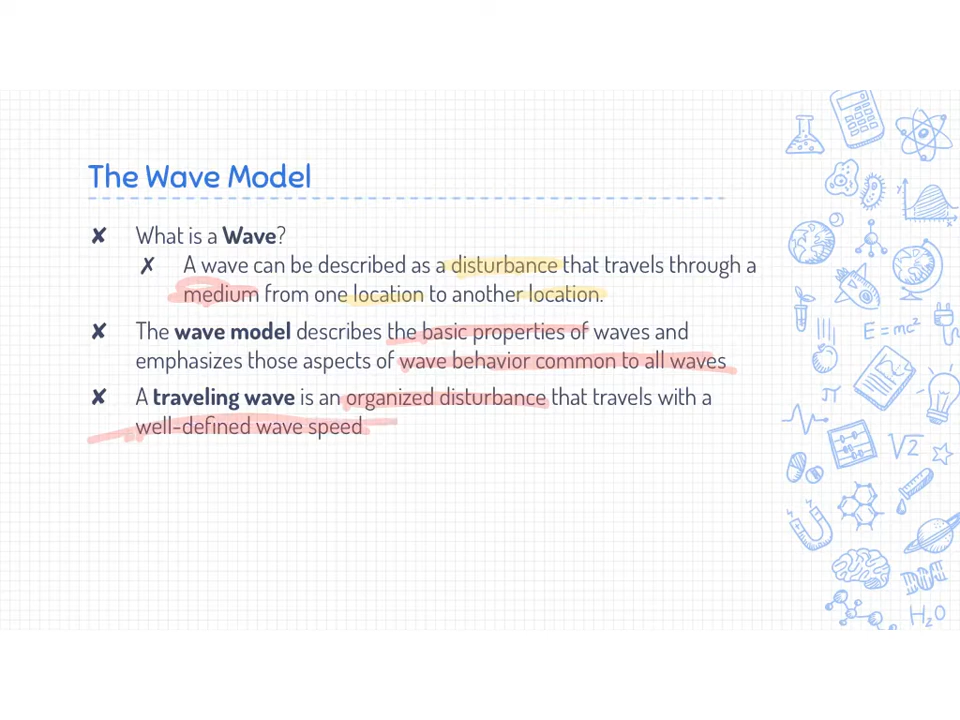 The Wave Model
✘ What is a Wave?
✗ A wave can be described as a disturbance that travels through a
medium from one location to another location.
✘ The wave model describes the basic properties of waves and
emphasizes those aspects of wave behavior common to all waves
✘ A traveling wave is an organized disturbance that travels with a
well-defined wave speed
y
x
E=mc²
π
√2
H₂O